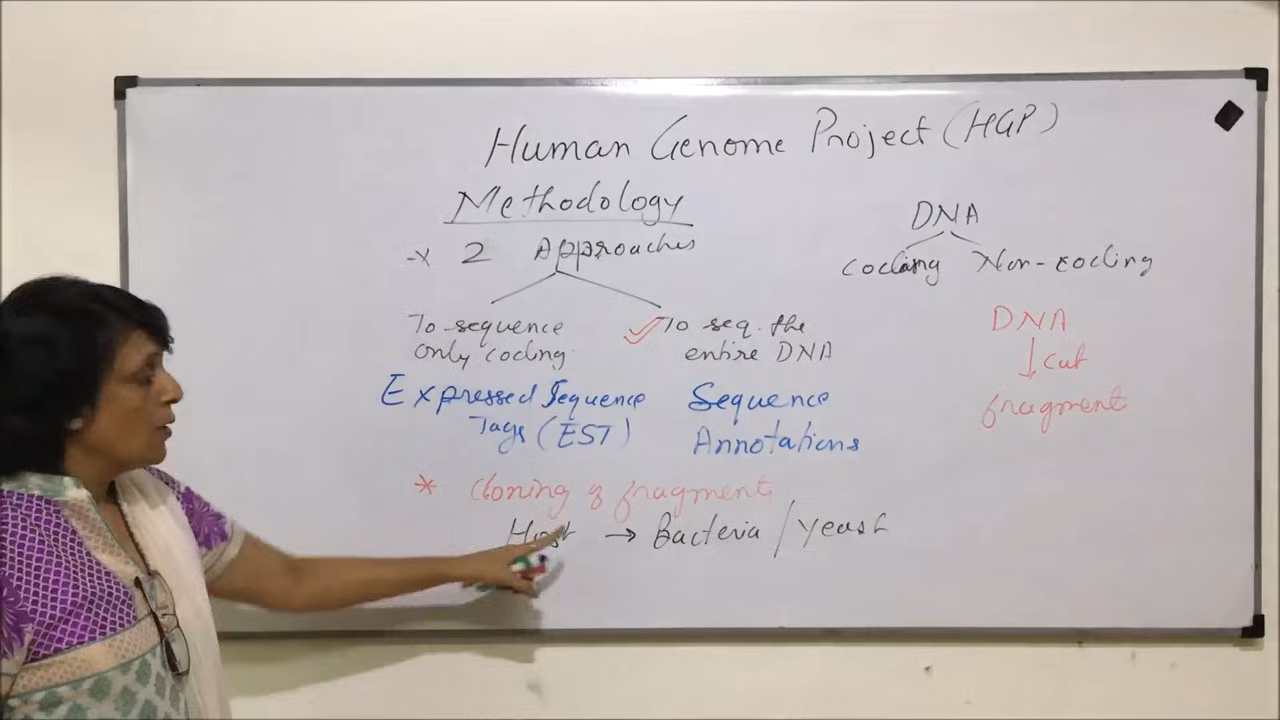 Human Genome Project (HGP)
Methodology
2 Approaches
To sequence only coding
To seq. the entire DNA
Expressed Sequence Tags (EST)
Sequence Annotations
* Cloning of fragment
Host → Bacteria / Yeast
DNA
coding Non-coding
DNA
↓ cut
fragment